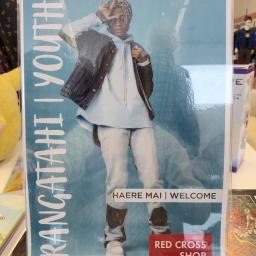 RANGATAHI | YOUTH
HAERE MAI | WELCOME
RED CROSS
SHOP